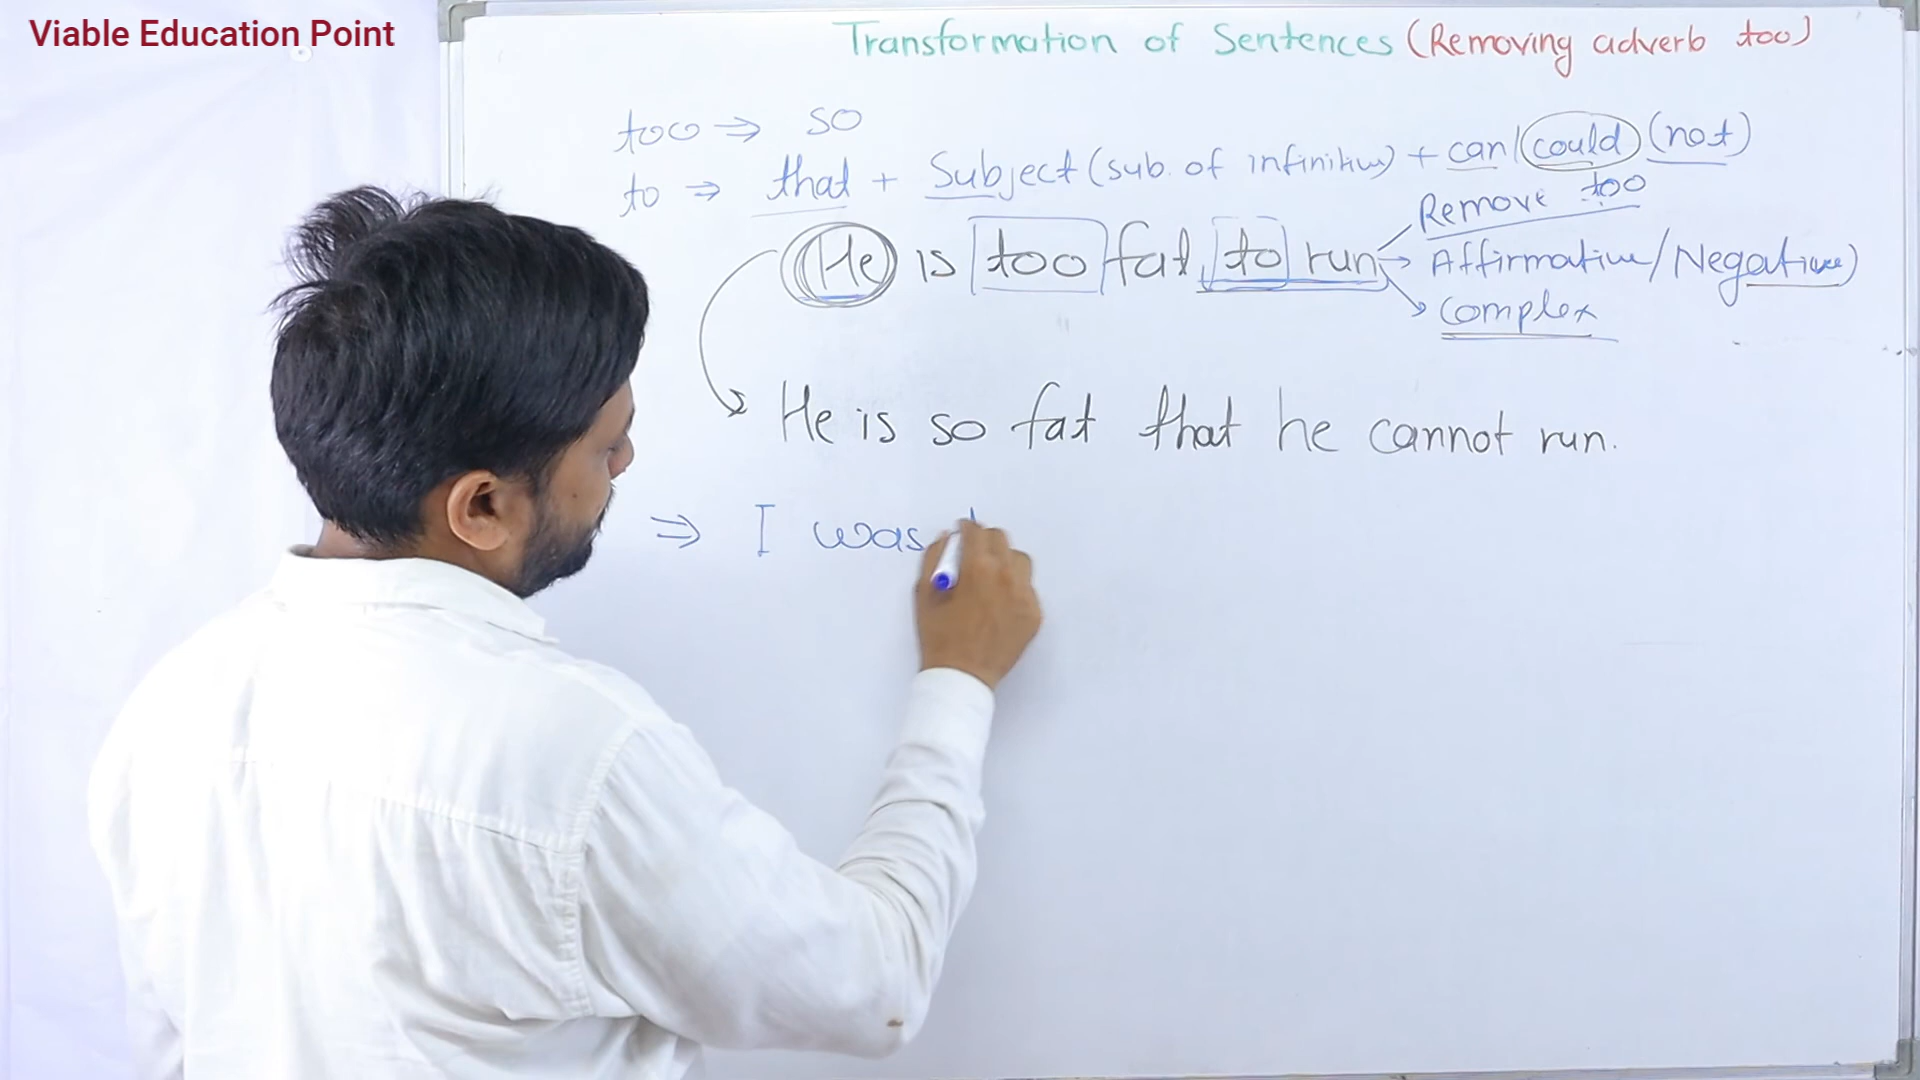 Viable Education Point
Transformation of Sentences (Removing adverb too)
too ⇒ so
to ⇒ that + Subject (sub. of infinitive) + can/could (not)
Remove too
He is too fat to run → Affirmative/Negative)
Complex
He is so fat that he cannot run.
⇒ I was t